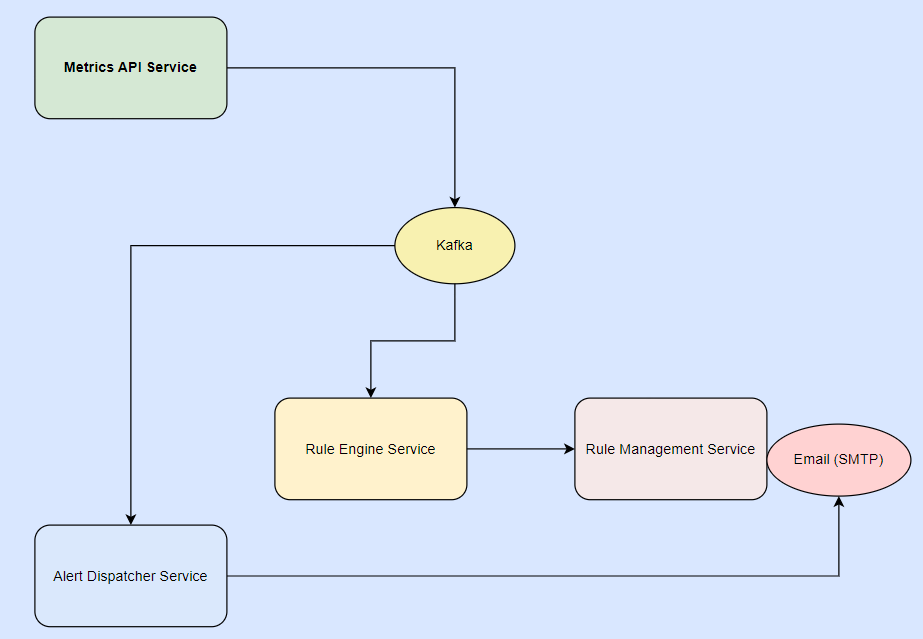 Metrics API Service
Kafka
Rule Engine Service
Rule Management Service
Email (SMTP)
Alert Dispatcher Service